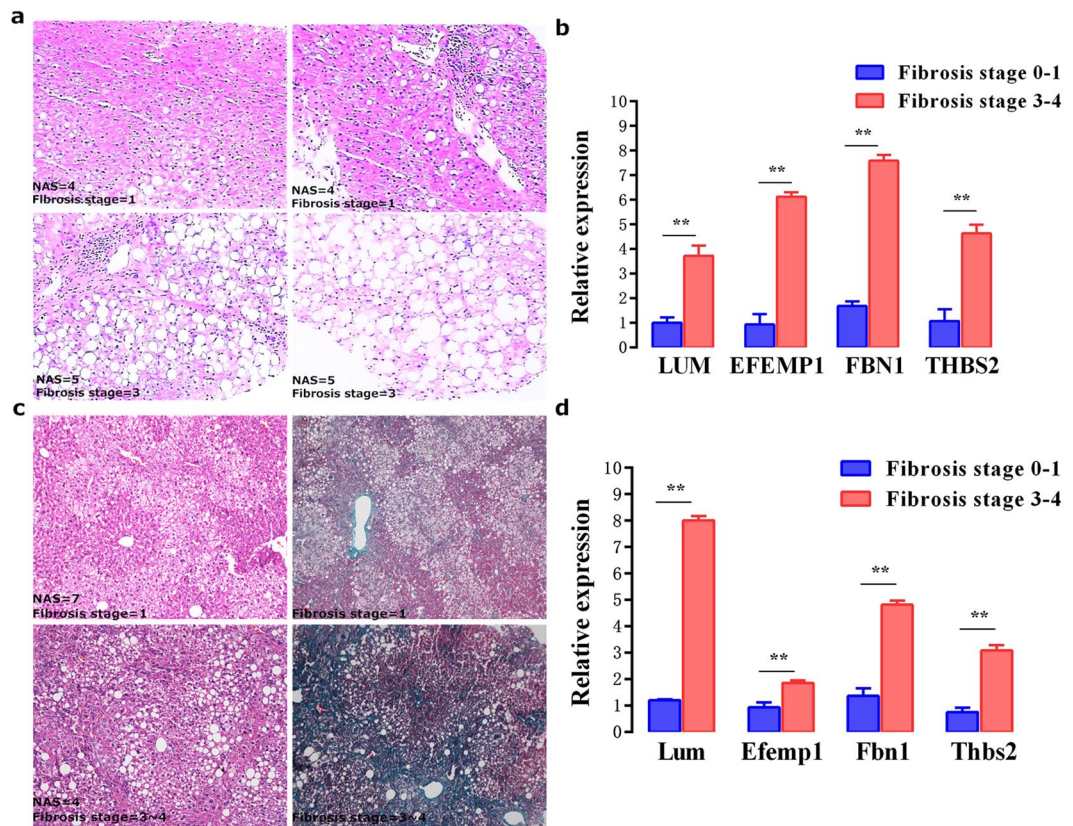 a
NAS=4
Fibrosis stage=1
NAS=4
Fibrosis stage=1
NAS=5
Fibrosis stage=3
NAS=5
Fibrosis stage=3
b
Fibrosis stage 0-1
Fibrosis stage 3-4
Relative expression
10
9
8
7
6
5
4
3
2
1
0
**
**
**
**
LUM
EFEMP1
FBN1
THBS2
c
NAS=7
Fibrosis stage=1
Fibrosis stage=1
NAS=4
Fibrosis stage=3~4
Fibrosis stage=3~4
d
Fibrosis stage 0-1
Fibrosis stage 3-4
Relative expression
10
9
8
7
6
5
4
3
2
1
0
**
**
**
**
Lum
Efemp1
Fbn1
Thbs2